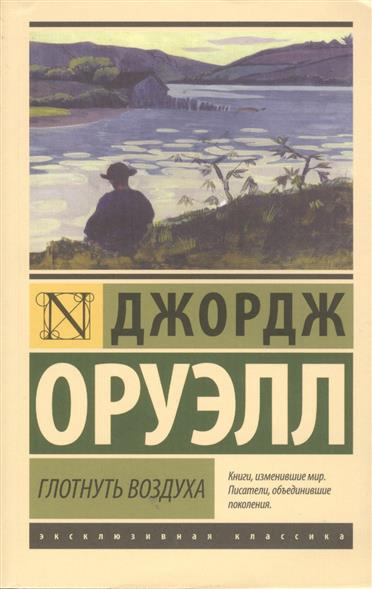 ДЖОРДЖ
ОРУЭЛЛ
ГЛОТНУТЬ ВОЗДУХА
Книги, изменившие мир.
Писатели, объединившие
поколения.
эксклюзивная классика